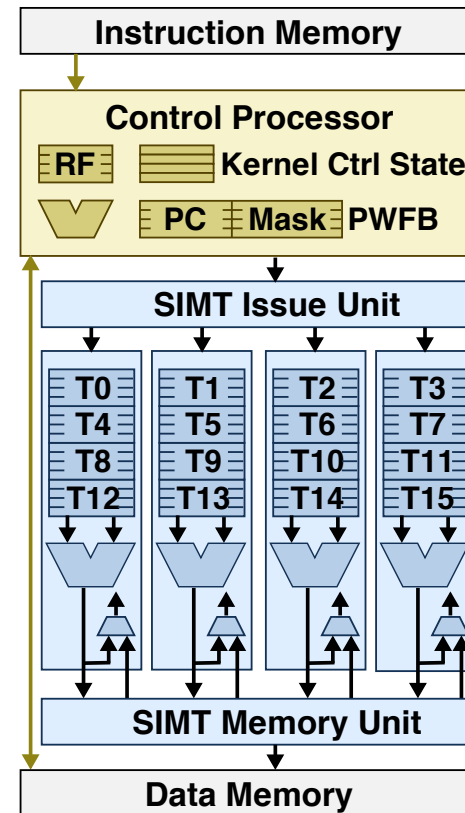 Instruction Memory
Control Processor
RF Kernel Ctrl State
PC Mask PWFB
SIMT Issue Unit
T0 T1 T2 T3
T4 T5 T6 T7
T8 T9 T10 T11
T12 T13 T14 T15
SIMT Memory Unit
Data Memory